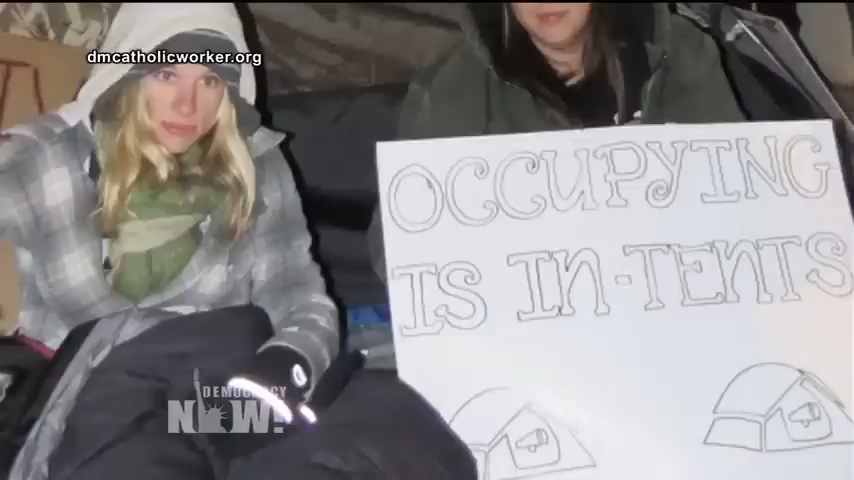 dmcatholicworker.org
OCCUPYING
IS IN-TENTS
DEMOCRACY
NOW!